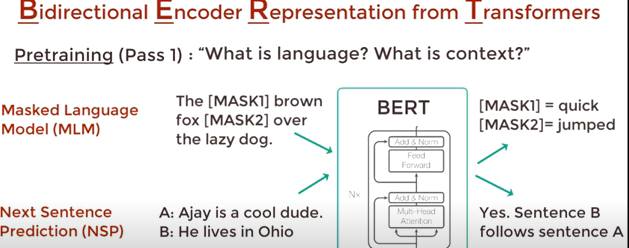 Bidirectional Encoder Representation from Transformers
Pretraining (Pass 1) : “What is language? What is context?”
Masked Language
Model (MLM)
The [MASK1] brown
fox [MASK2] over
the lazy dog.
BERT
Add & Norm
Feed
Forward
Nx
Add & Norm
Multi-Head
Attention
[MASK1] = quick
[MASK2]= jumped
Next Sentence
Prediction (NSP)
A: Ajay is a cool dude.
B: He lives in Ohio
Yes. Sentence B
follows sentence A